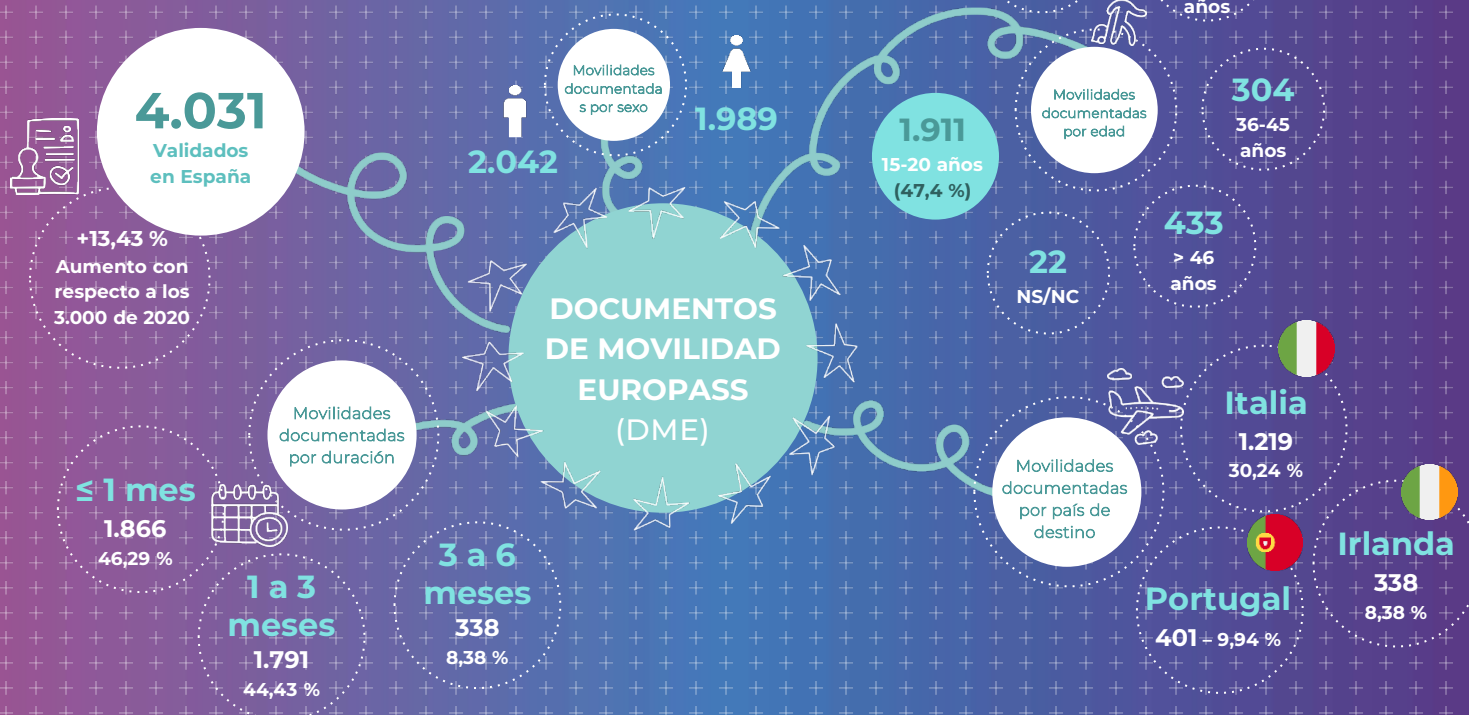 4.031
Validados
en España
+13,43 %
Aumento con
respecto a los
3.000 de 2020
Movilidades
documentada
s por sexo
2.042
1.989
Movilidades
documentadas
por edad
años
1.911
15-20 años
(47,4 %)
304
36-45
años
433
> 46
años
22
NS/NC
DOCUMENTOS
DE MOVILIDAD
EUROPASS
(DME)
Movilidades
documentadas
por duración
≤ 1 mes
1.866
46,29 %
1 a 3
meses
1.791
44,43 %
3 a 6
meses
338
8,38 %
Movilidades
documentadas
por país de
destino
Italia
1.219
30,24 %
Irlanda
338
8,38 %
Portugal
401 – 9,94 %